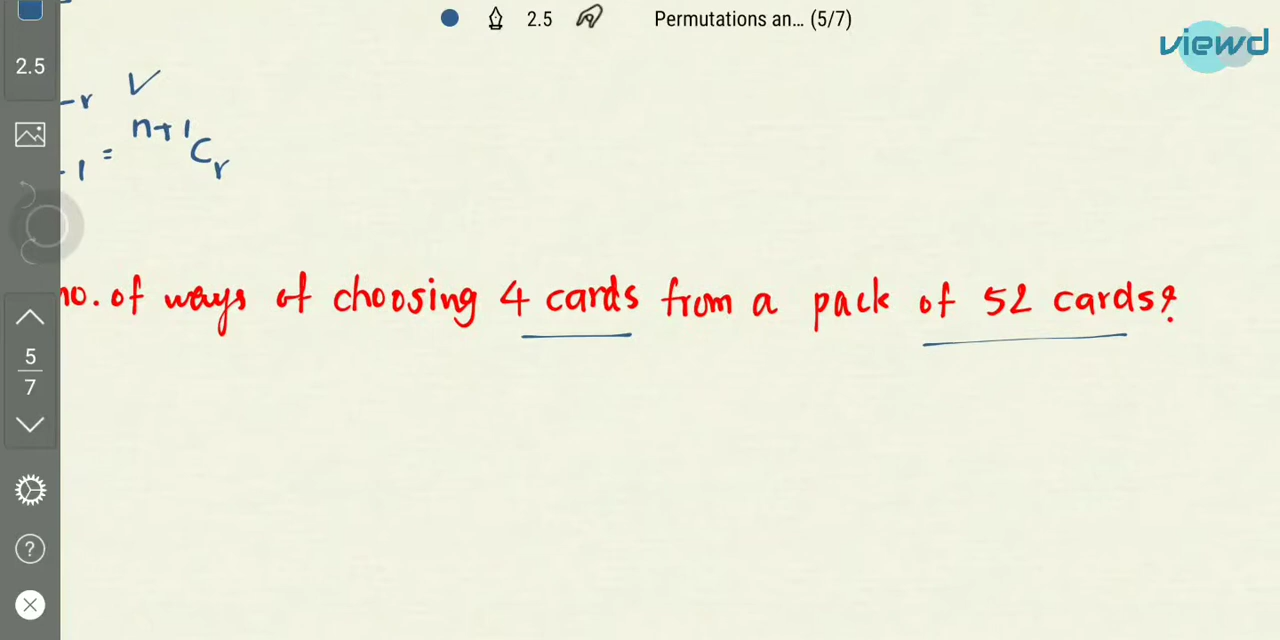 2.5 Permutations an... (5/7)
viewd
2.5
-r
-1 = n+1Cr
no. of ways of choosing 4 cards from a pack of 52 cards?
5
7
?